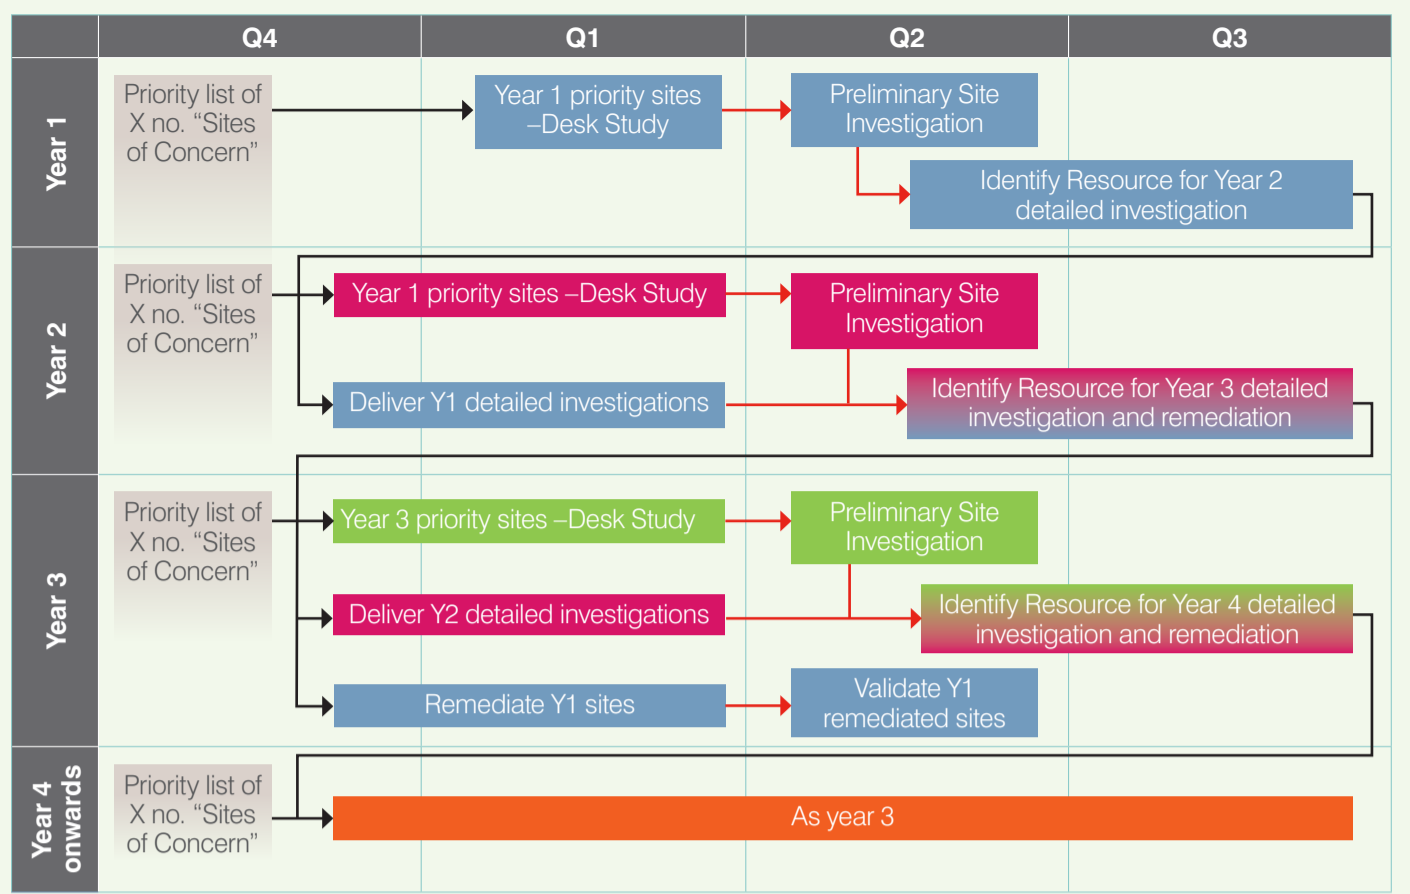 Q4
Q1
Q2
Q3
Year 1
Priority list of
X no. “Sites
of Concern”
Year 1 priority sites
–Desk Study
Preliminary Site
Investigation
Identify Resource for Year 2
detailed investigation
Year 2
Priority list of
X no. “Sites
of Concern”
Year 1 priority sites –Desk Study
Preliminary Site
Investigation
Deliver Y1 detailed investigations
Identify Resource for Year 3 detailed
investigation and remediation
Year 3
Priority list of
X no. “Sites
of Concern”
Year 3 priority sites –Desk Study
Preliminary Site
Investigation
Deliver Y2 detailed investigations
Identify Resource for Year 4 detailed
investigation and remediation
Remediate Y1 sites
Validate Y1
remediated sites
Year 4
onwards
Priority list of
X no. “Sites
of Concern”
As year 3